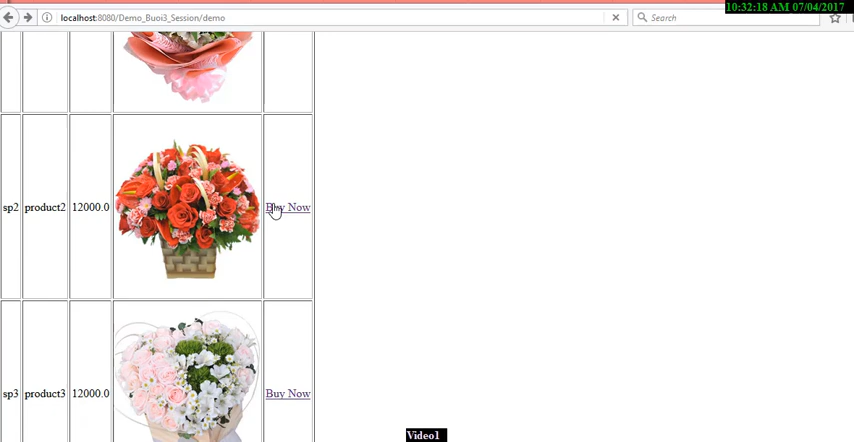 10:32:18 AM 07/04/2017
localhost:8080/Demo_Buoi3_Session/demo
Search
sp2 product2 12000.0 Buy Now
sp3 product3 12000.0 Buy Now
Video1